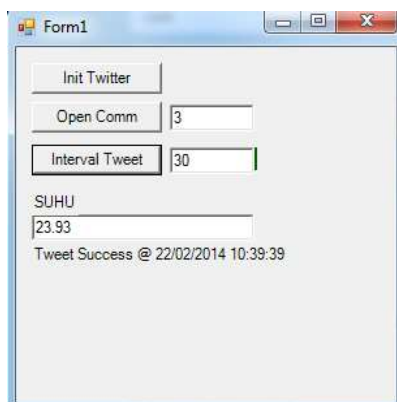 Form1
Init Twitter
Open Comm 3
Interval Tweet 30
SUHU
23.93
Tweet Success @ 22/02/2014 10:39:39